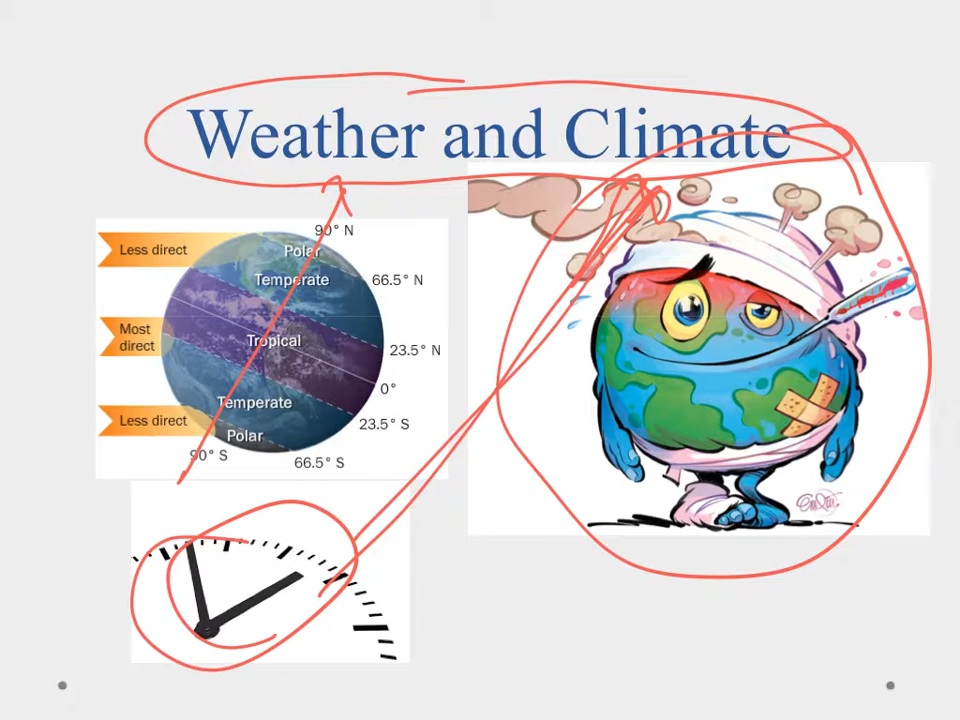 Weather and Climate
90° N
Less direct
Polar
Temperate
66.5° N
Most
direct
Tropical
23.5° N
0°
Temperate
Less direct
23.5° S
Polar
90° S
66.5° S